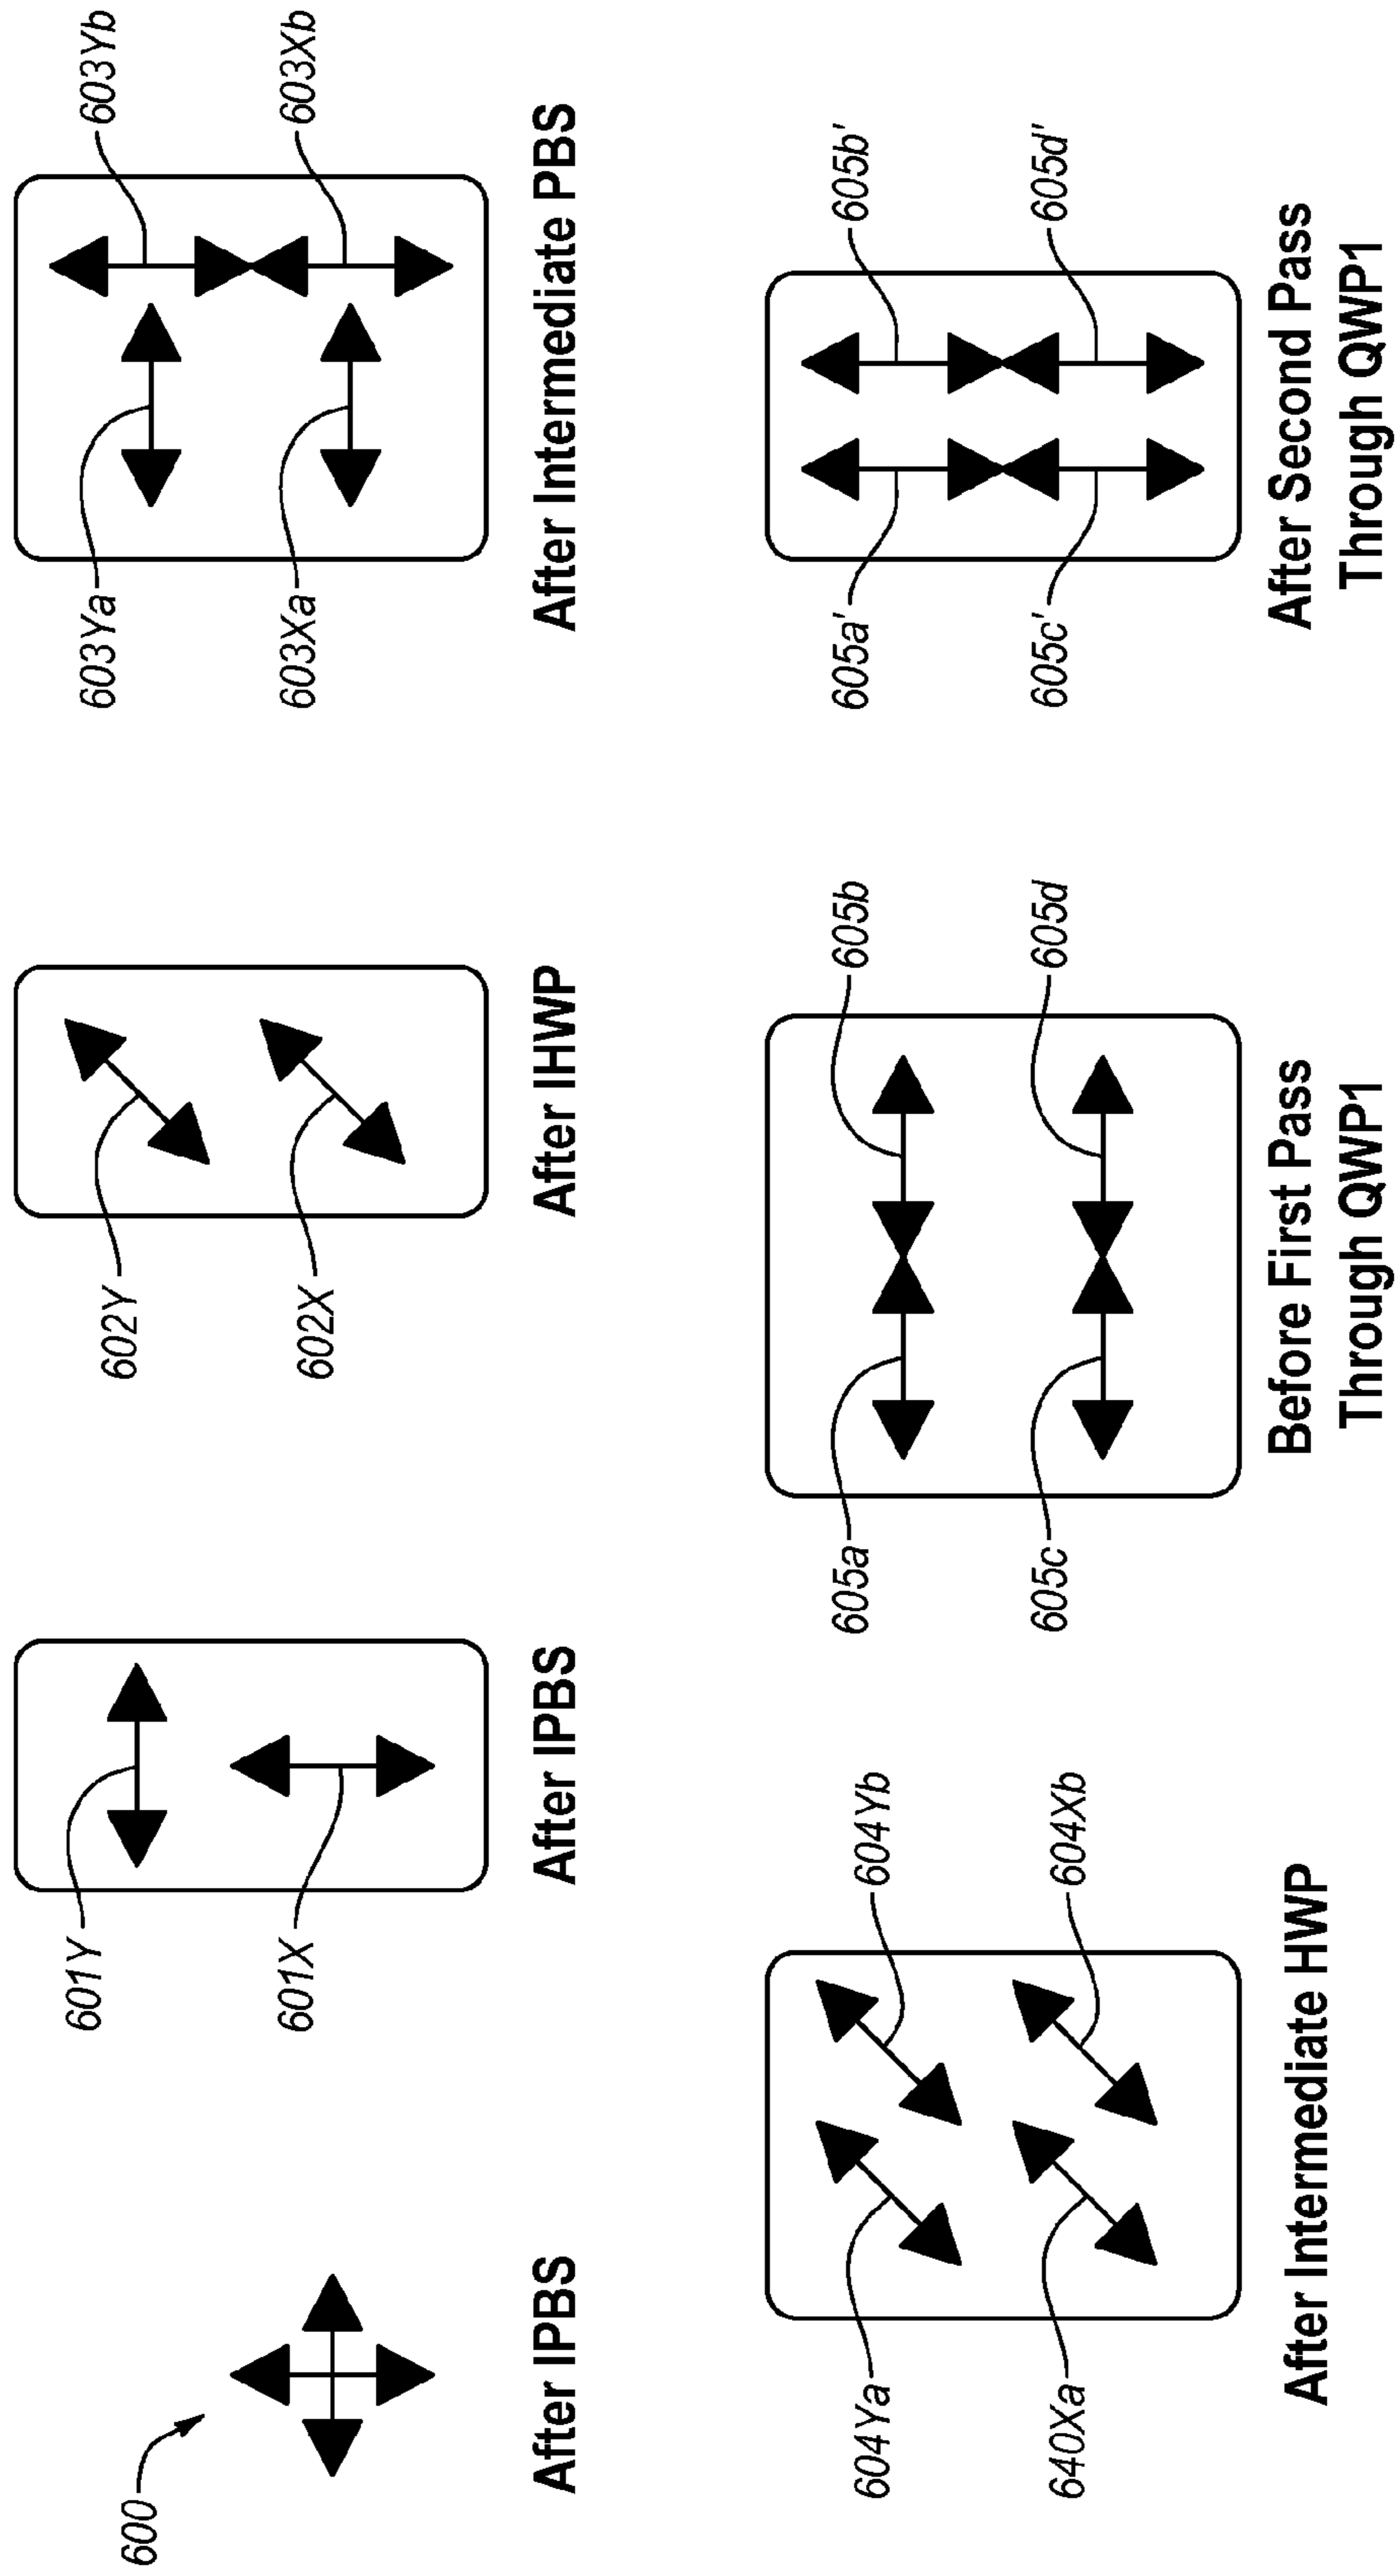 600
After IPBS
601Y
601X
After IPBS
602Y
602X
After IHWP
603Ya
603Yb
603Xa
603Xb
After Intermediate PBS
604Ya
604Yb
640Xa
604Xb
After Intermediate HWP
605a
605b
605c
605d
Before First Pass
Through QWP1
605a'
605b'
605c'
605d'
After Second Pass
Through QWP1